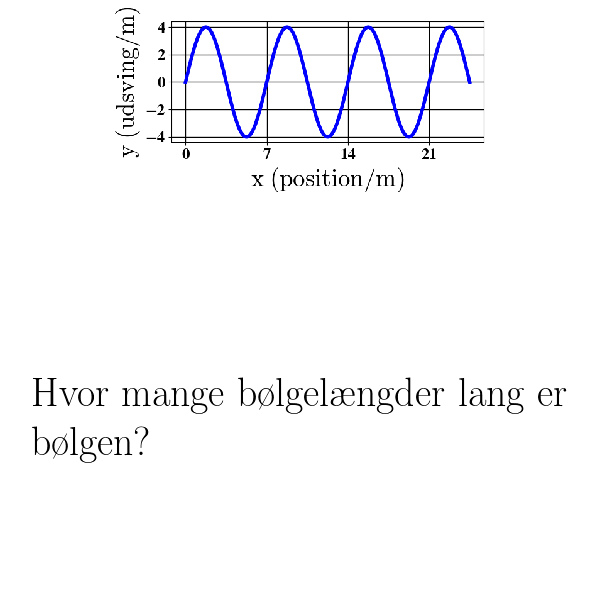 y (udsving/m)
4
2
0
−2
−4
0 7 14 21
x (position/m)
Hvor mange bølgelængder lang er
bølgen?